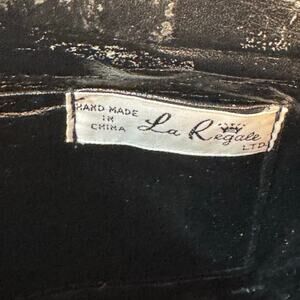 HAND MADE
IN
CHINA
La Regale
LTD.